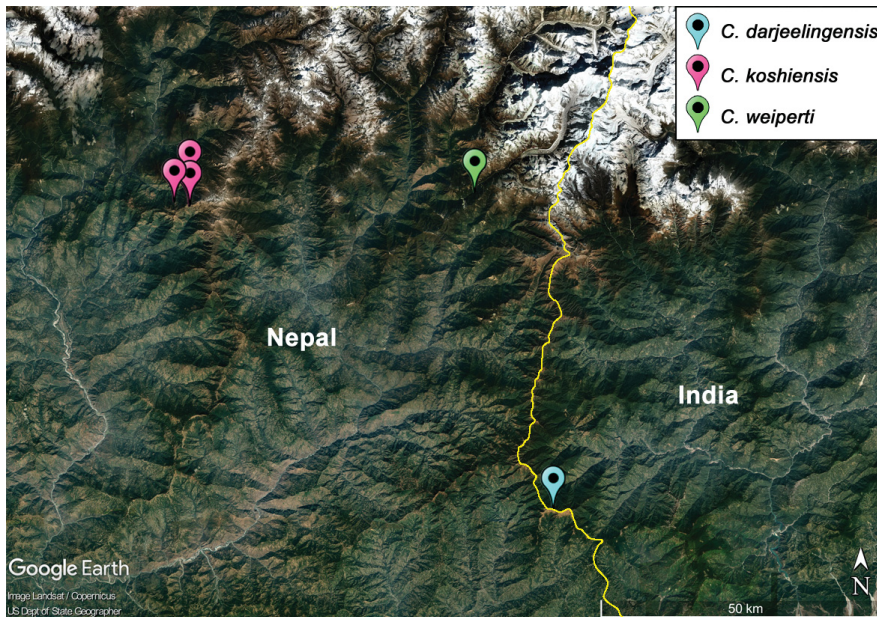 C. darjeelingensis
C. koshiensis
C. weiperti
Nepal
India
Google Earth
Image Landsat / Copernicus
US Dept of State Geographer
50 km
N